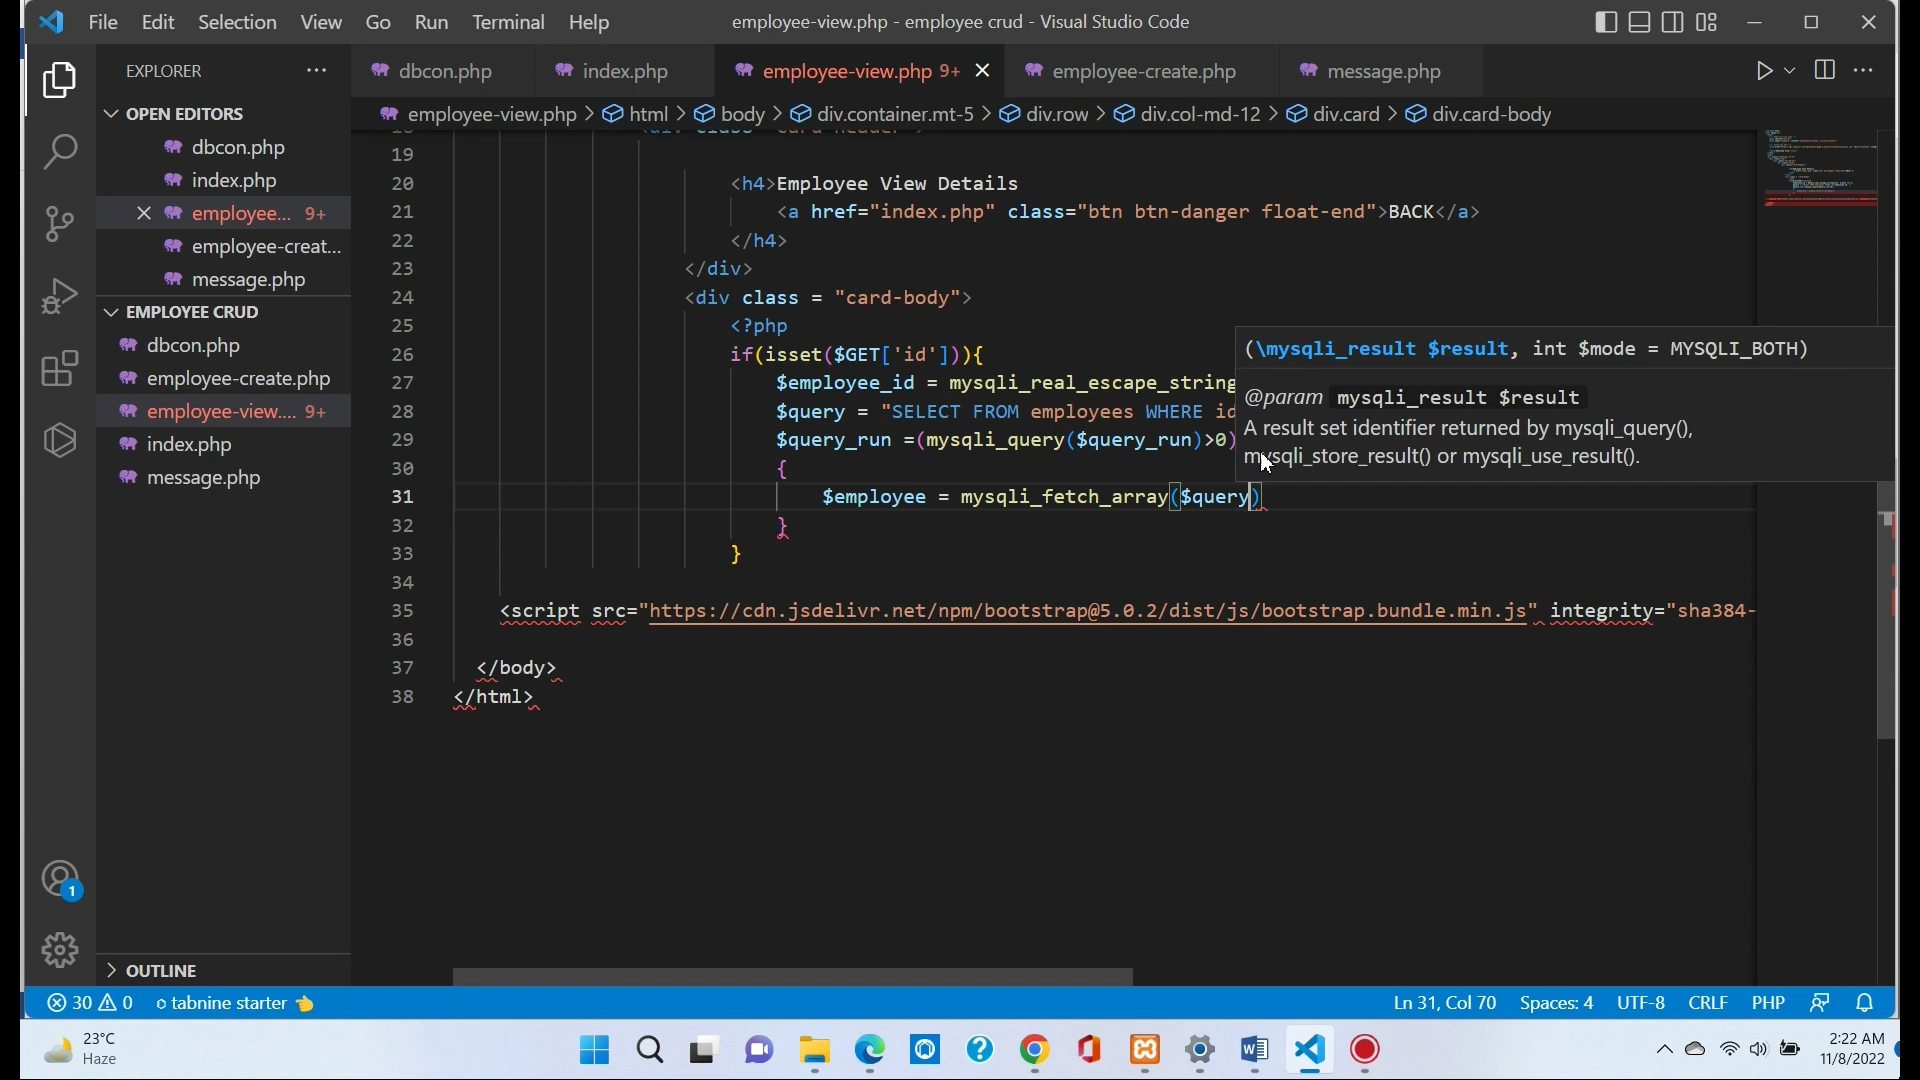 File Edit Selection View Go Run Terminal Help employee-view.php - employee crud - Visual Studio Code
EXPLORER ··· dbcon.php index.php employee-view.php 9+ employee-create.php message.php
OPEN EDITORS
employee-view.php > html > body > div.container.mt-5 > div.row > div.col-md-12 > div.card > div.card-body
dbcon.php
index.php
employee... 9+
employee-creat...
message.php
EMPLOYEE CRUD
dbcon.php
employee-create.php
employee-view.... 9+
index.php
message.php
OUTLINE
19
20 <h4>Employee View Details
21 <a href="index.php" class="btn btn-danger float-end">BACK</a>
22 </h4>
23 </div>
24 <div class = "card-body">
25 <?php
26 if(isset($GET['id'])){
27 $employee_id = mysqli_real_escape_string
28 $query = "SELECT FROM employees WHERE id
29 $query_run =(mysqli_query($query_run)>0)
30 {
31 $employee = mysqli_fetch_array($query)
32 }
33 }
34
35 <script src="https://cdn.jsdelivr.net/npm/bootstrap@5.0.2/dist/js/bootstrap.bundle.min.js" integrity="sha384-
36
37 </body>
38 </html>
(\mysqli_result $result, int $mode = MYSQLI_BOTH)
@param mysqli_result $result
A result set identifier returned by mysqli_query(),
mysqli_store_result() or mysqli_use_result().
1
30 0 tabnine starter Ln 31, Col 70 Spaces: 4 UTF-8 CRLF PHP
23°C
Haze
2:22 AM
11/8/2022